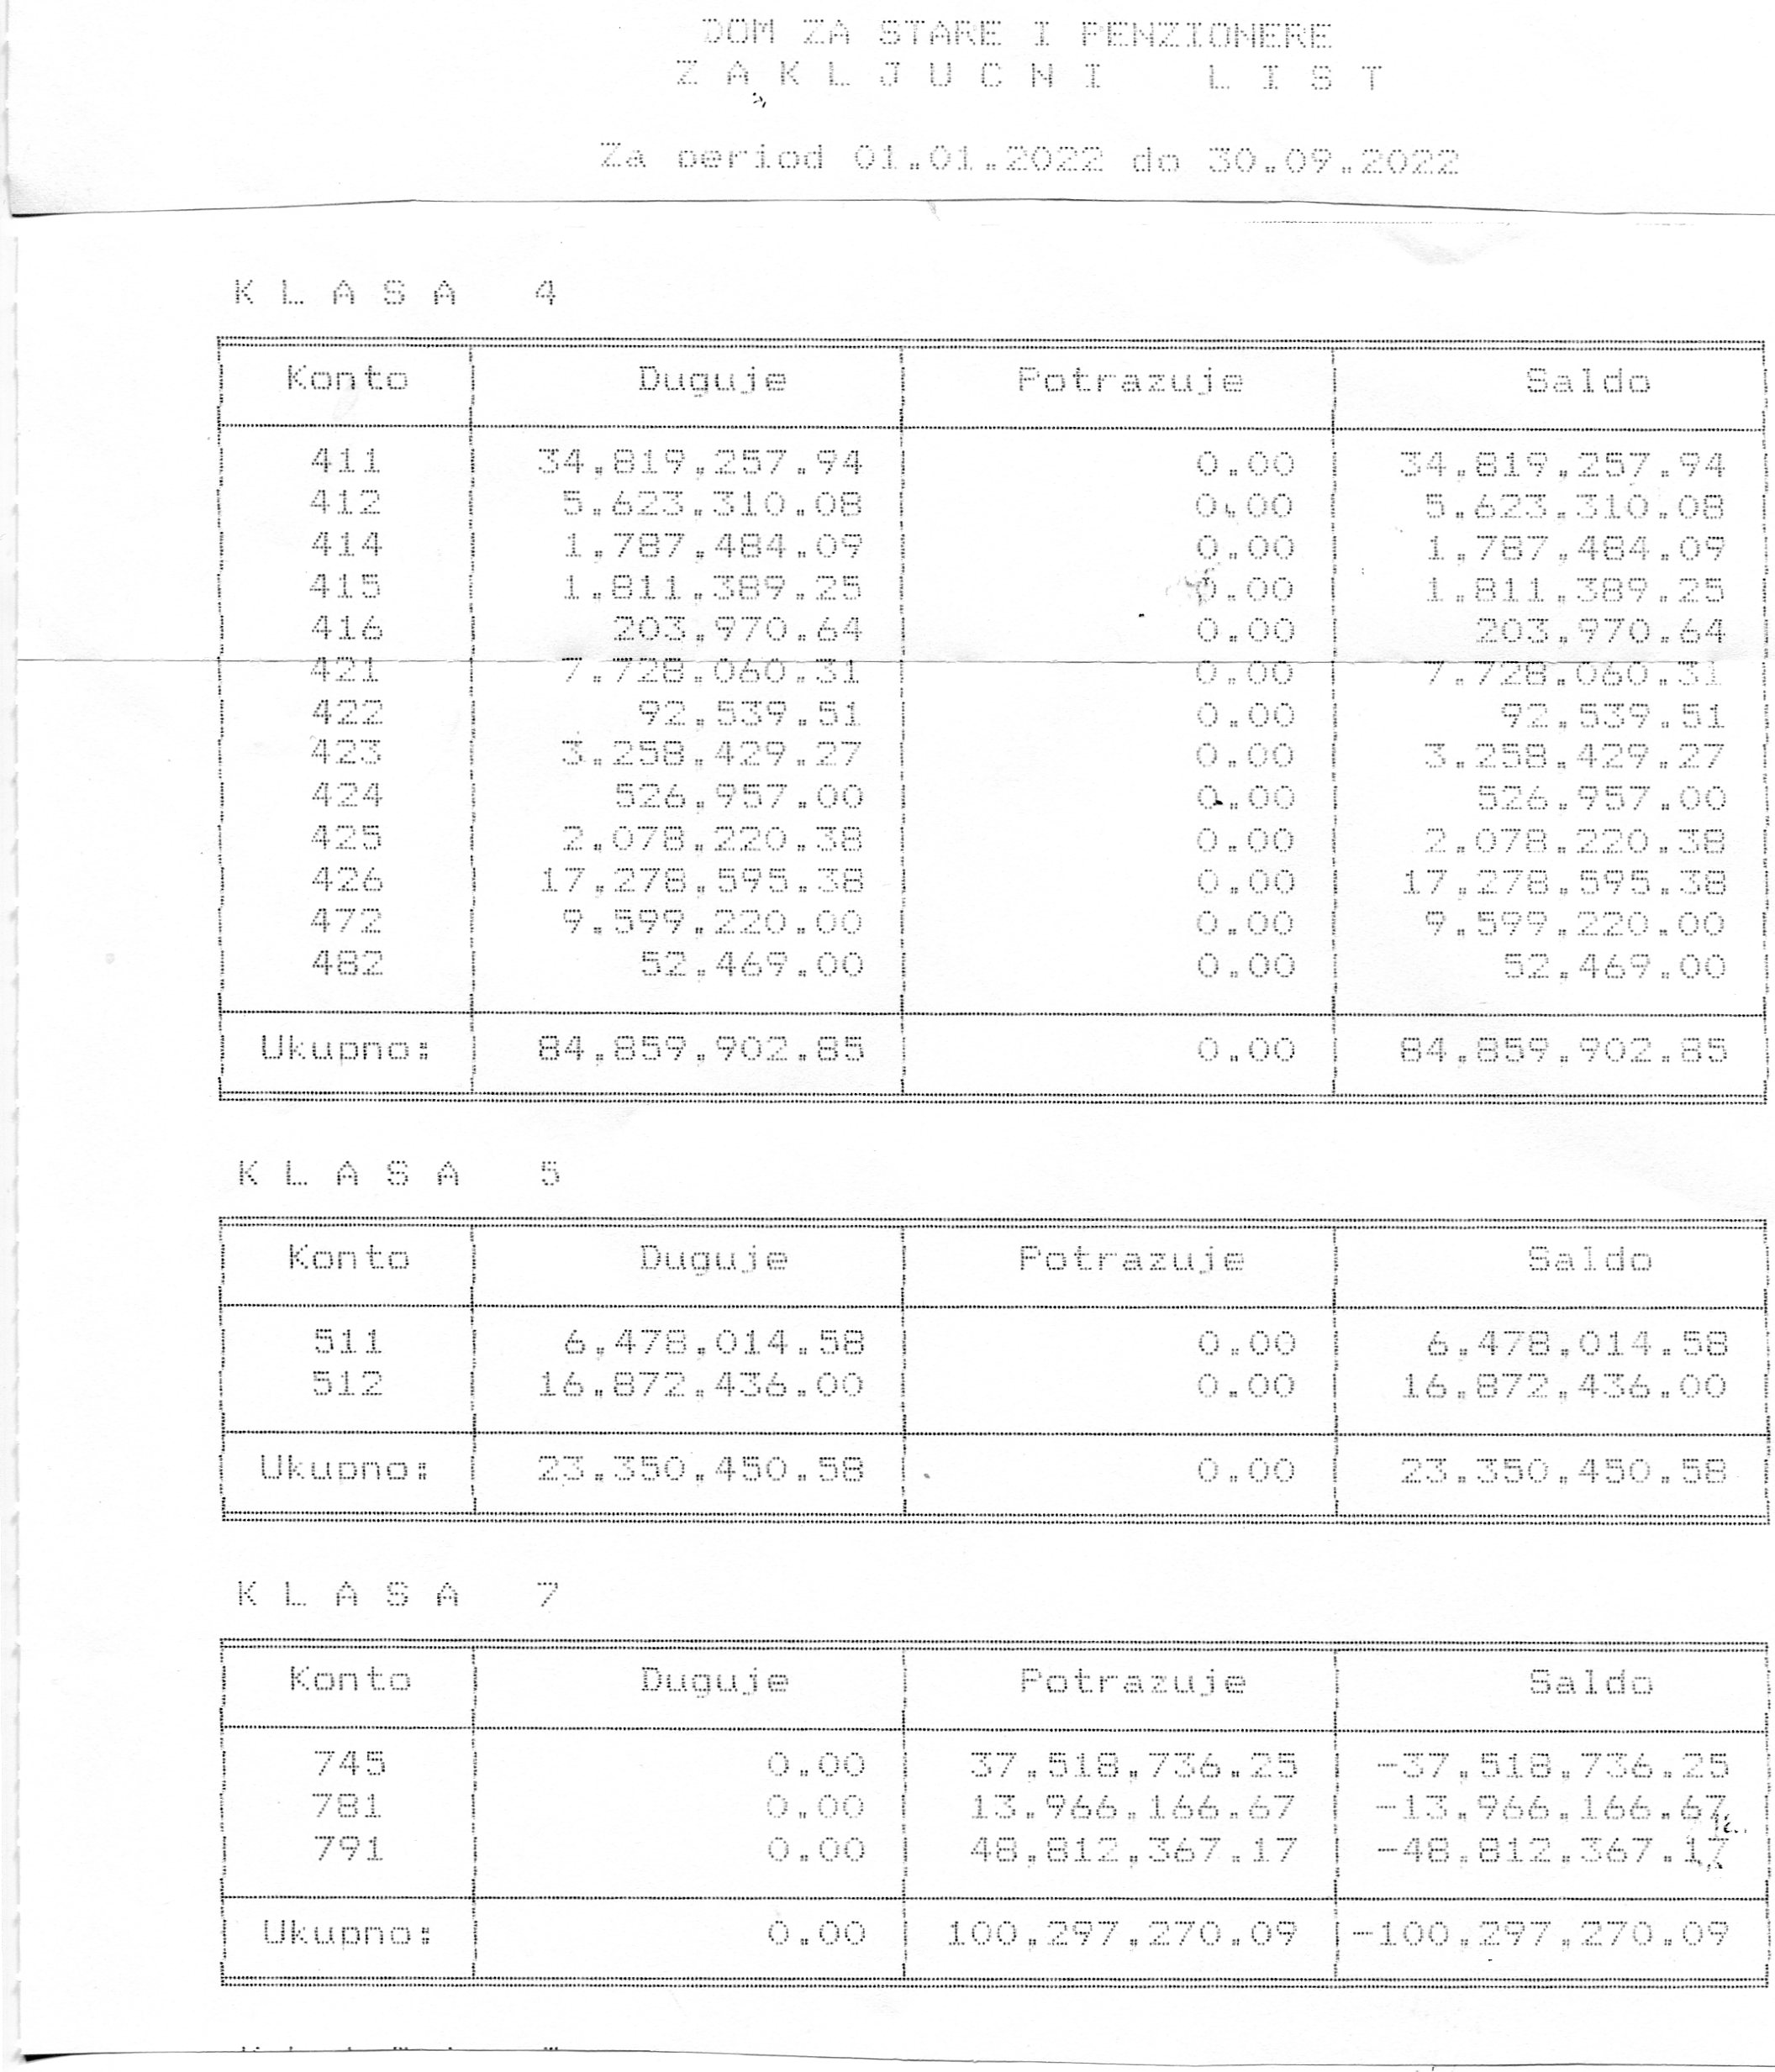 DOM ZA STARE I PENZIONERE
Z A K L J U C N I   L I S T
Za period 01.01.2022 do 30.09.2022
K L A S A   4
Konto Duguje Potrazuje Saldo
411 34,819,257.94 0.00 34,819,257.94
412 5,623,310.08 0.00 5,623,310.08
414 1,787,484.09 0.00 1,787,484.09
415 1,811,389.25 0.00 1,811,389.25
416 203,970.64 0.00 203,970.64
421 7,728,060.31 0.00 7,728,060.31
422 92,539.51 0.00 92,539.51
423 3,258,429.27 0.00 3,258,429.27
424 526,957.00 0.00 526,957.00
425 2,078,220.38 0.00 2,078,220.38
426 17,278,595.38 0.00 17,278,595.38
472 9,599,220.00 0.00 9,599,220.00
482 52,469.00 0.00 52,469.00
Ukupno: 84,859,902.85 0.00 84,859,902.85
K L A S A   5
Konto Duguje Potrazuje Saldo
511 6,478,014.58 0.00 6,478,014.58
512 16,872,436.00 0.00 16,872,436.00
Ukupno: 23,350,450.58 0.00 23,350,450.58
K L A S A   7
Konto Duguje Potrazuje Saldo
745 0.00 37,518,736.25 -37,518,736.25
781 0.00 13,966,166.67 -13,966,166.67
791 0.00 48,812,367.17 -48,812,367.17
Ukupno: 0.00 100,297,270.09 -100,297,270.09